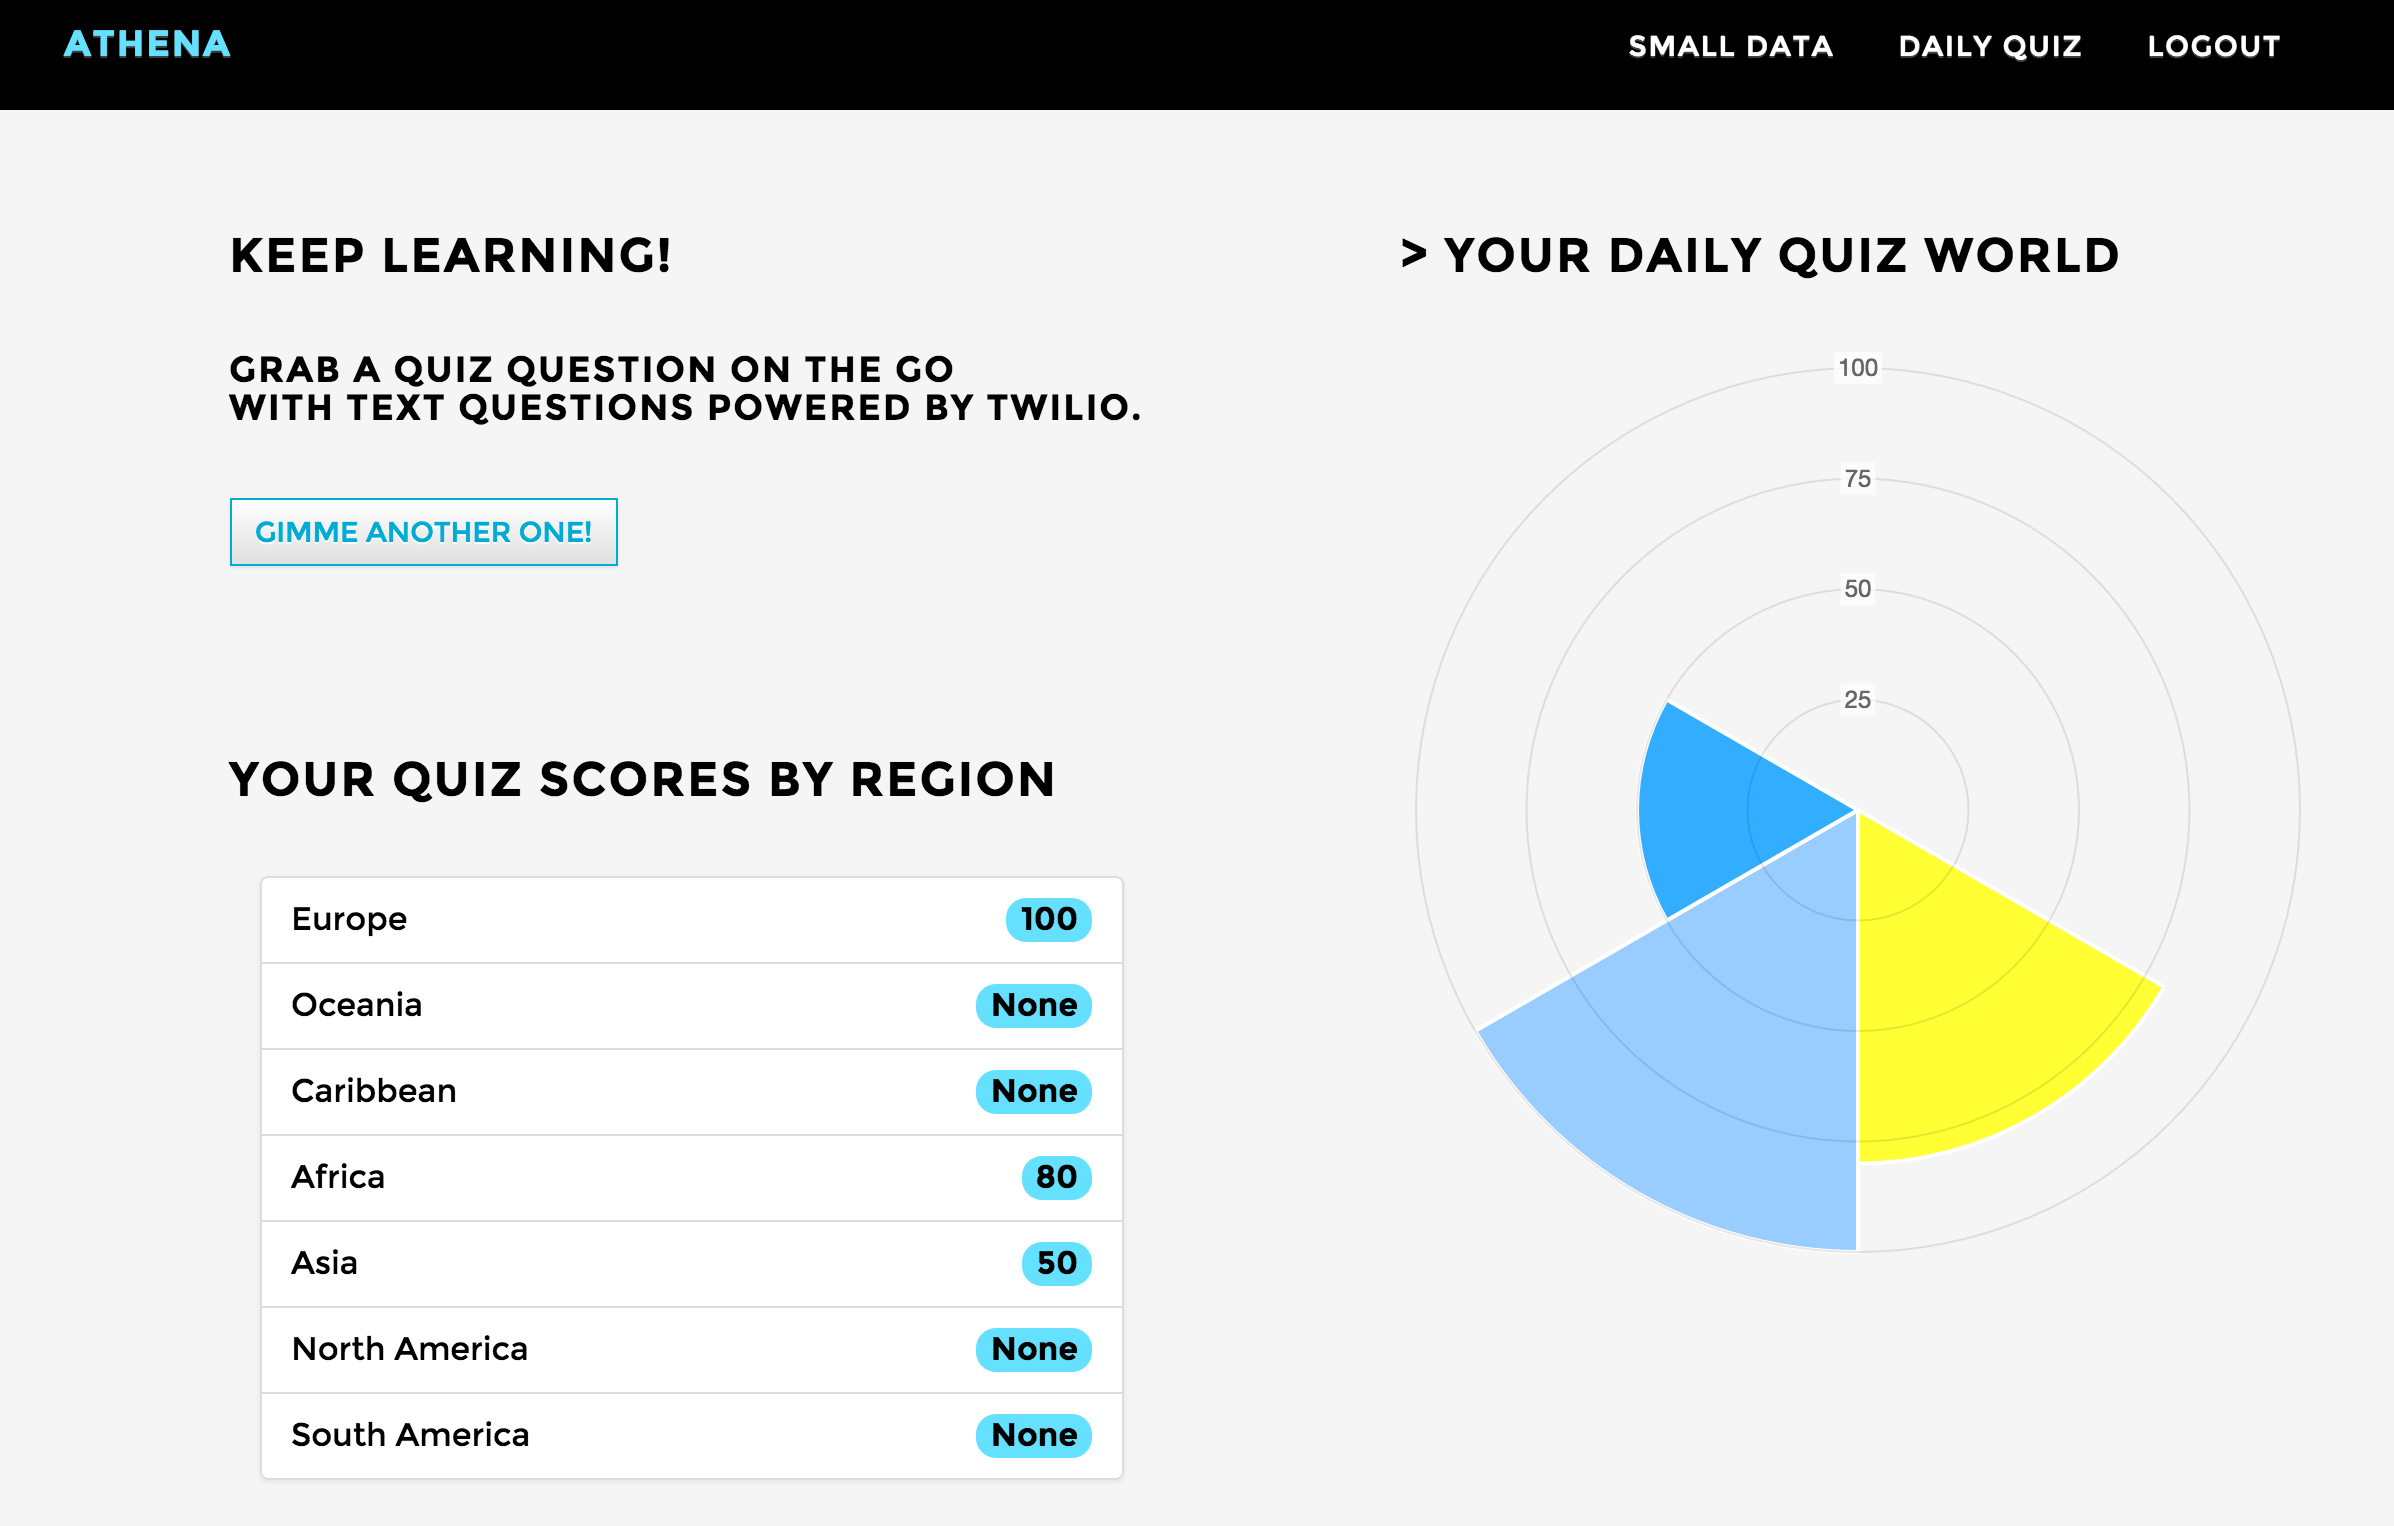 ATHENA
SMALL DATA
DAILY QUIZ
LOGOUT
KEEP LEARNING!
GRAB A QUIZ QUESTION ON THE GO
WITH TEXT QUESTIONS POWERED BY TWILIO.
GIMME ANOTHER ONE!
YOUR QUIZ SCORES BY REGION
Europe 100
Oceania None
Caribbean None
Africa 80
Asia 50
North America None
South America None
> YOUR DAILY QUIZ WORLD
100
75
50
25